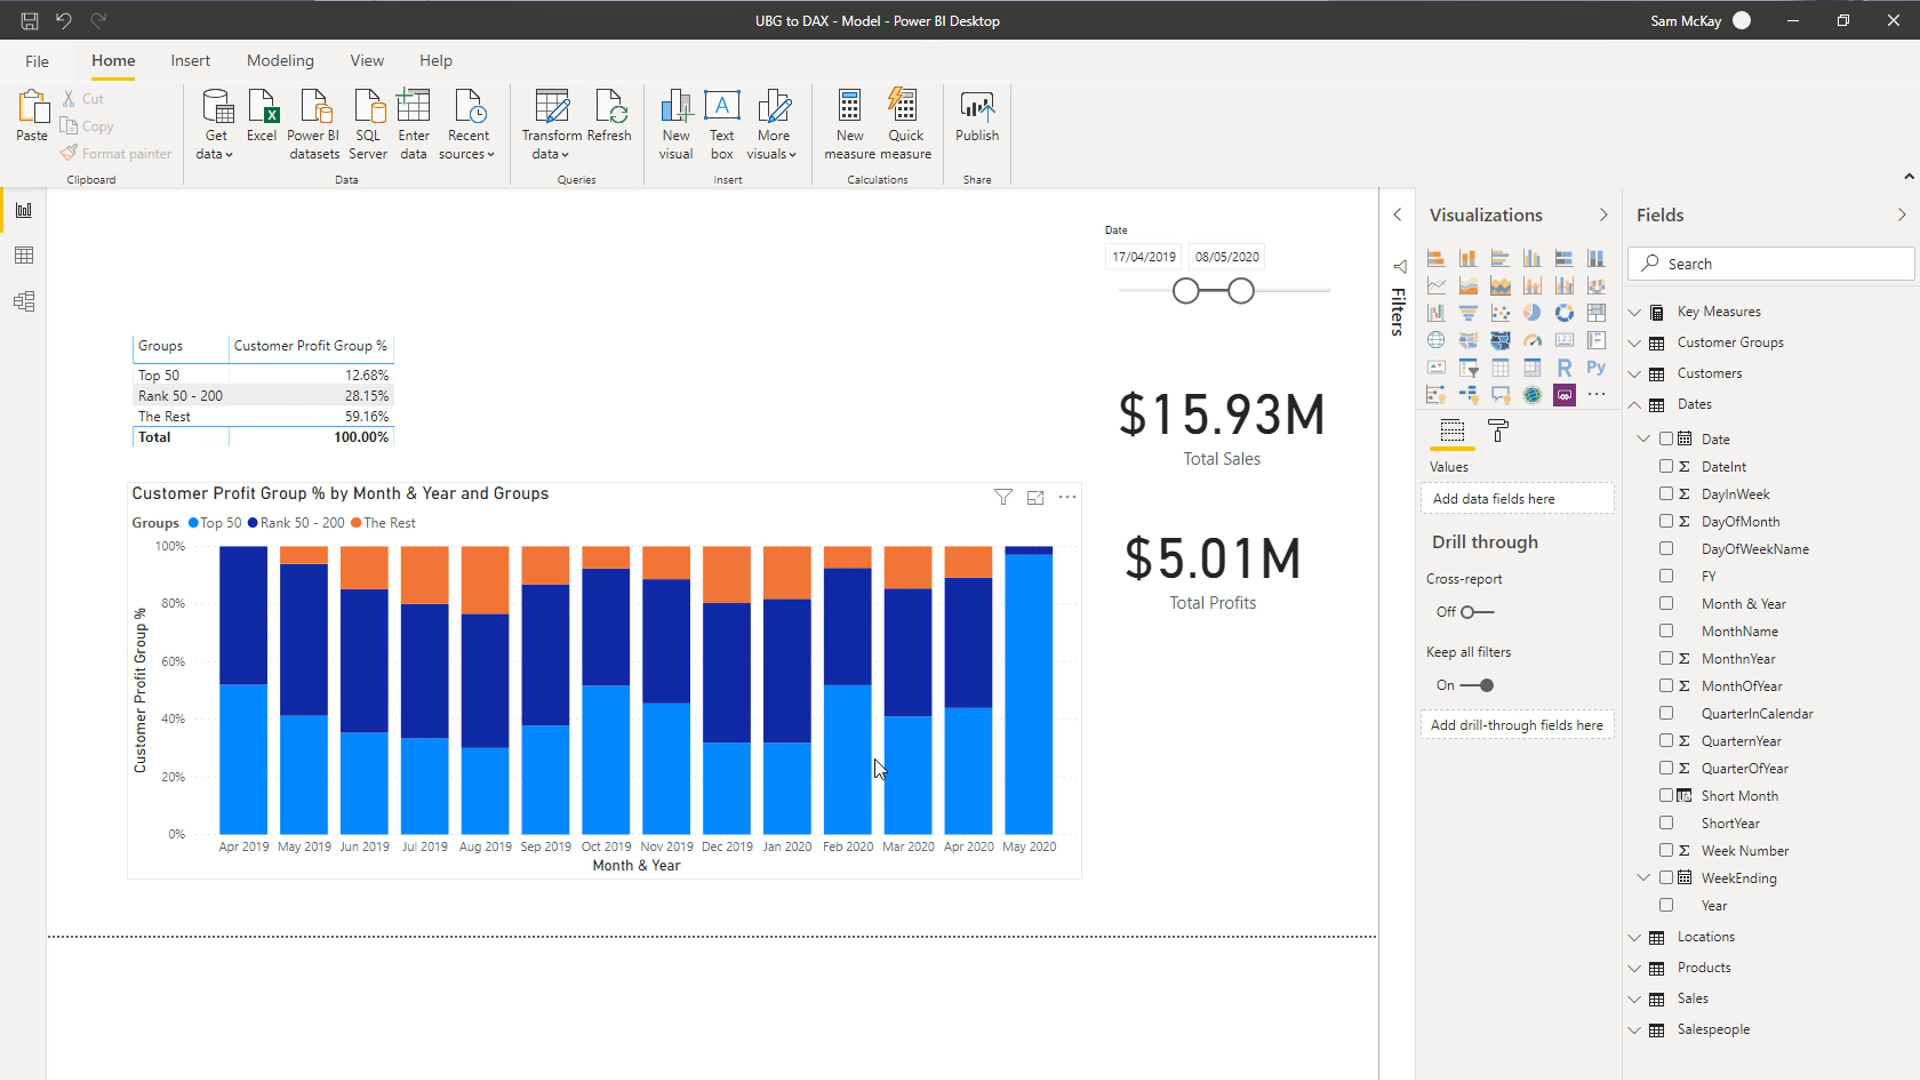 UBG to DAX - Model - Power BI Desktop
Sam McKay
File
Home
Insert
Modeling
View
Help
Paste
Cut
Copy
Format painter
Clipboard
Get data
Excel
Power BI datasets
SQL Server
Enter data
Recent sources
Data
Transform data
Refresh
Queries
New visual
Text box
More visuals
Insert
New measure
Quick measure
Calculations
Publish
Share
Date
17/04/2019
08/05/2020
Groups Customer Profit Group %
Top 50 12.68%
Rank 50 - 200 28.15%
The Rest 59.16%
Total 100.00%
$15.93M
Total Sales
$5.01M
Total Profits
Customer Profit Group % by Month & Year and Groups
Groups Top 50 Rank 50 - 200 The Rest
Customer Profit Group %
100%
80%
60%
40%
20%
0%
Apr 2019 May 2019 Jun 2019 Jul 2019 Aug 2019 Sep 2019 Oct 2019 Nov 2019 Dec 2019 Jan 2020 Feb 2020 Mar 2020 Apr 2020 May 2020
Month & Year
Filters
Visualizations
R
Py
123
Values
Add data fields here
Drill through
Cross-report
Off
Keep all filters
On
Add drill-through fields here
Fields
Search
Key Measures
Customer Groups
Customers
Dates
Date
DateInt
DayInWeek
DayOfMonth
DayOfWeekName
FY
Month & Year
MonthName
MonthnYear
MonthOfYear
QuarterInCalendar
QuarternYear
QuarterOfYear
Short Month
ShortYear
Week Number
WeekEnding
Year
Locations
Products
Sales
Salespeople